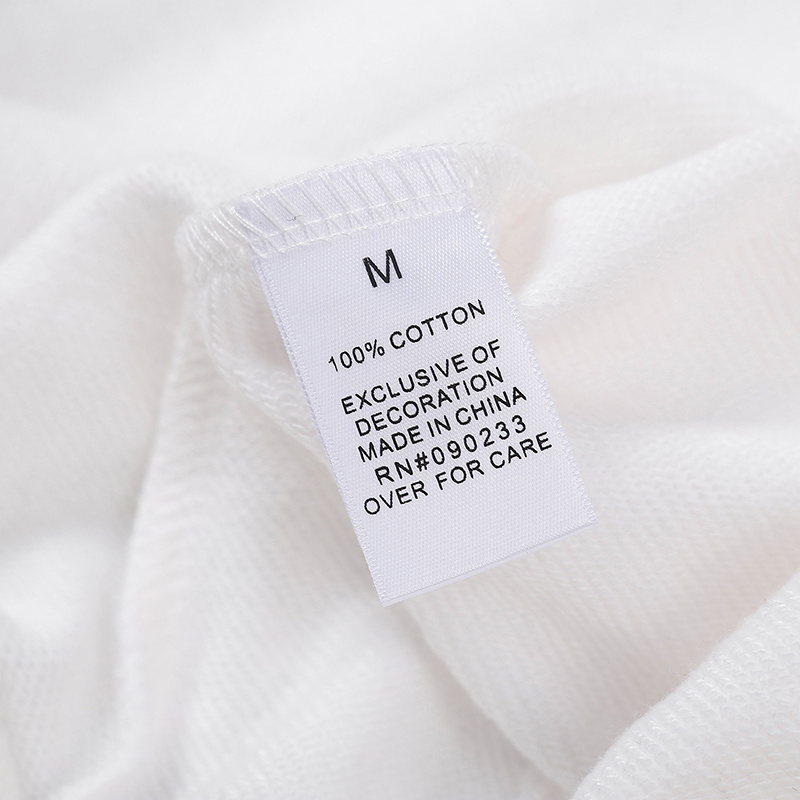 M
100% COTTON
EXCLUSIVE OF
DECORATION
MADE IN CHINA
RN#090233
OVER FOR CARE